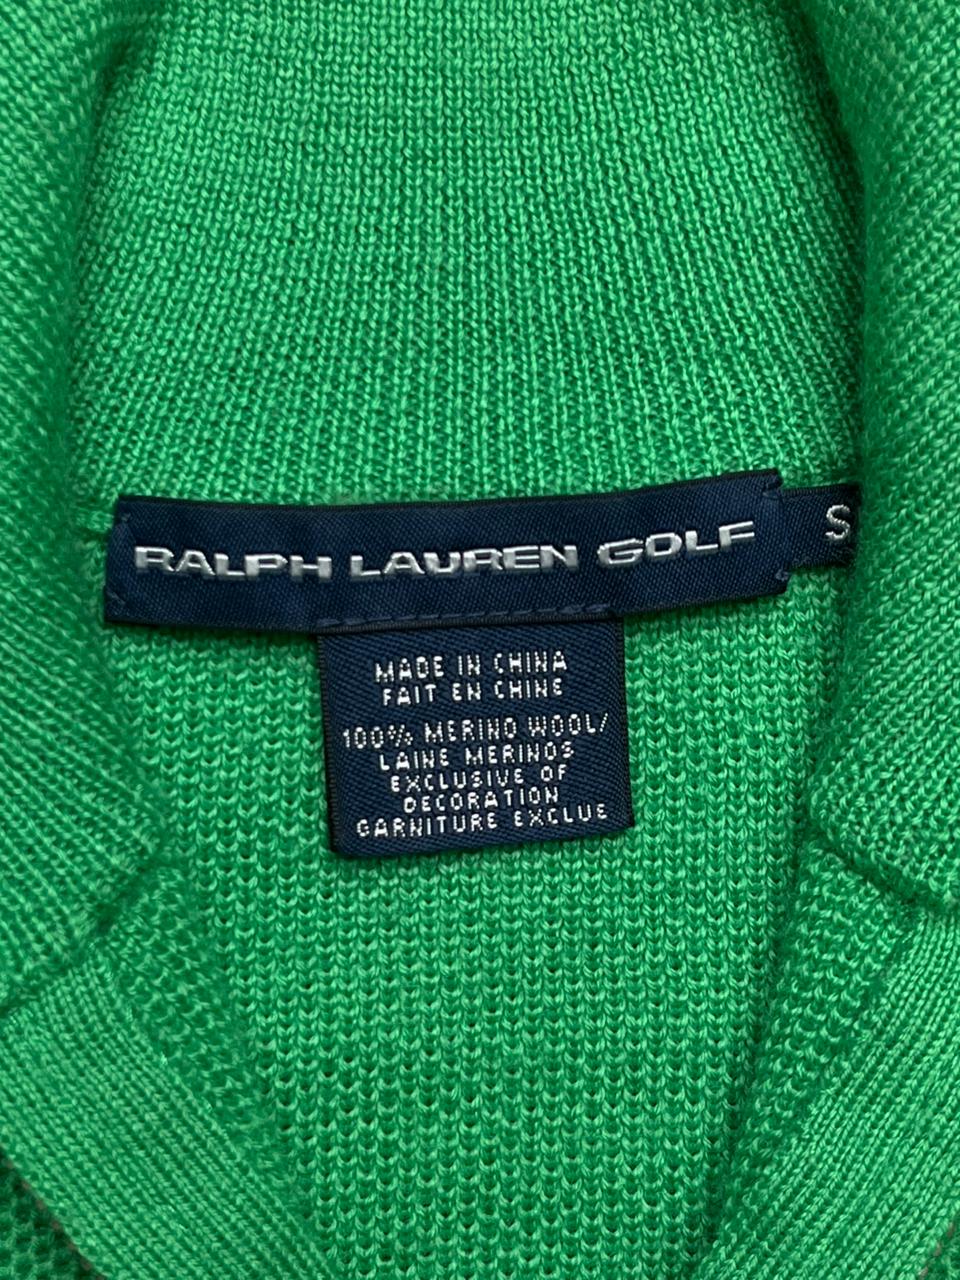 RALPH LAUREN GOLF
S
MADE IN CHINA
FAIT EN CHINE
100% MERINO WOOL/
LAINE MERINOS
EXCLUSIVE OF
DECORATION
GARNITURE EXCLUE